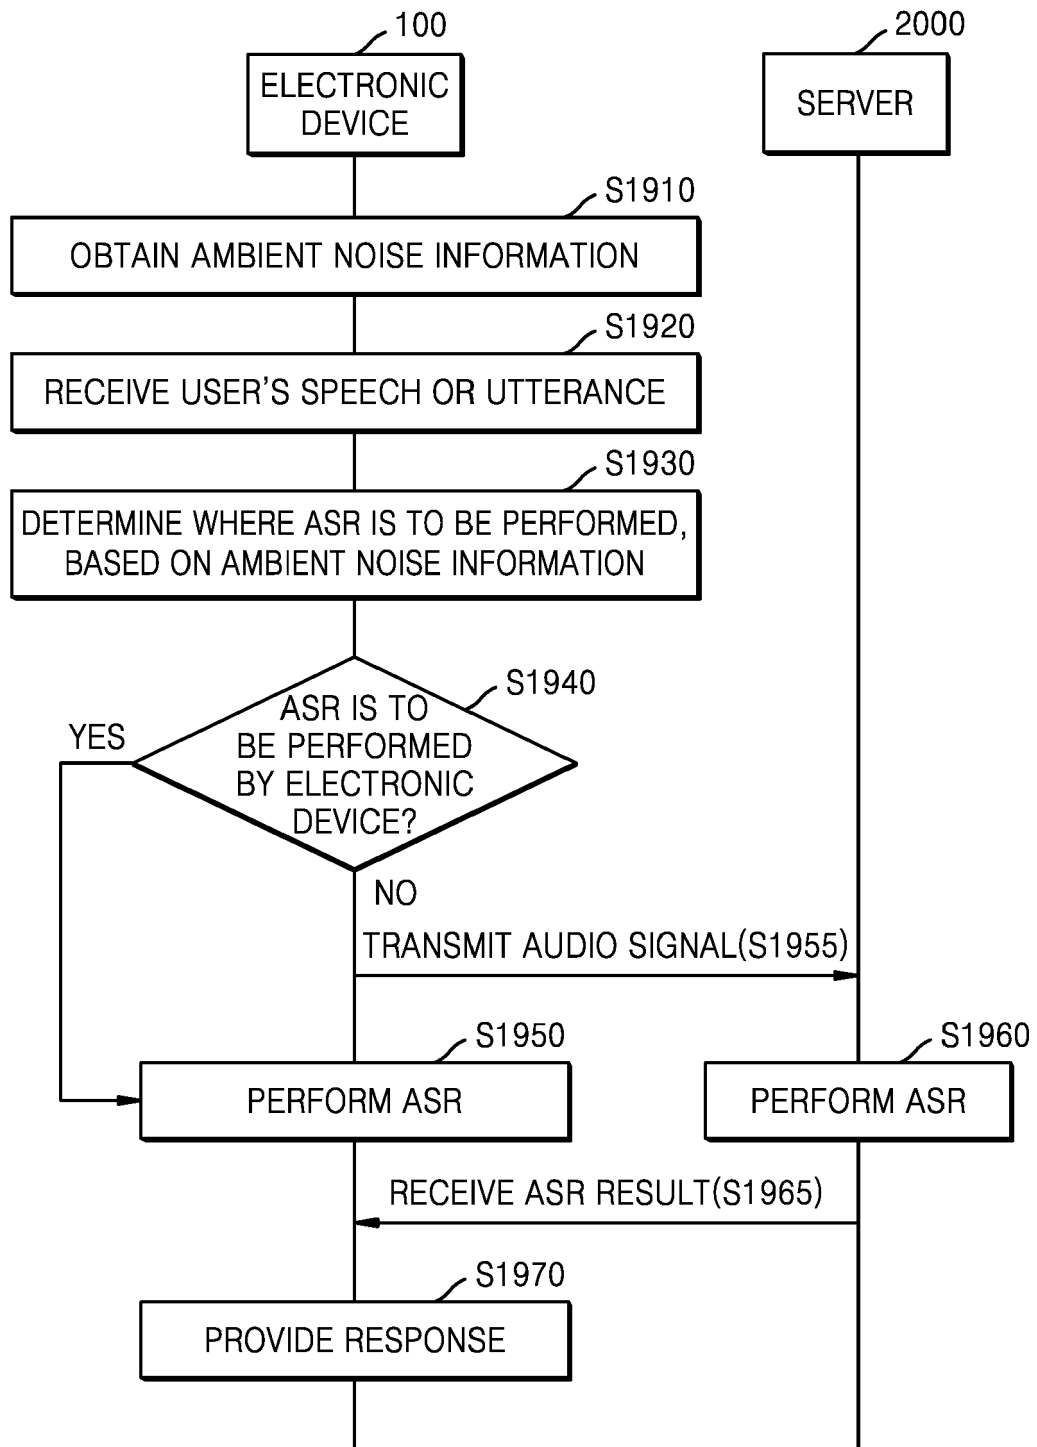 100
2000
ELECTRONIC
DEVICE
SERVER
S1910
OBTAIN AMBIENT NOISE INFORMATION
S1920
RECEIVE USER'S SPEECH OR UTTERANCE
S1930
DETERMINE WHERE ASR IS TO BE PERFORMED,
BASED ON AMBIENT NOISE INFORMATION
S1940
ASR IS TO
BE PERFORMED
BY ELECTRONIC
DEVICE?
YES
NO
TRANSMIT AUDIO SIGNAL(S1955)
S1950
S1960
PERFORM ASR
PERFORM ASR
RECEIVE ASR RESULT(S1965)
S1970
PROVIDE RESPONSE